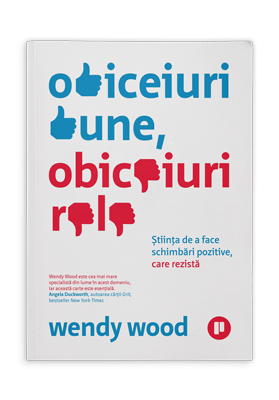 obiceiuri
bune,
obiceiuri
rele
Știința de a face
schimbări pozitive,
care rezistă
Wendy Wood este cea mai mare
specialistă din lume în acest domeniu,
iar această carte este esențială.
Angela Duckworth, autoarea cărții Grit,
bestseller New York Times
wendy wood